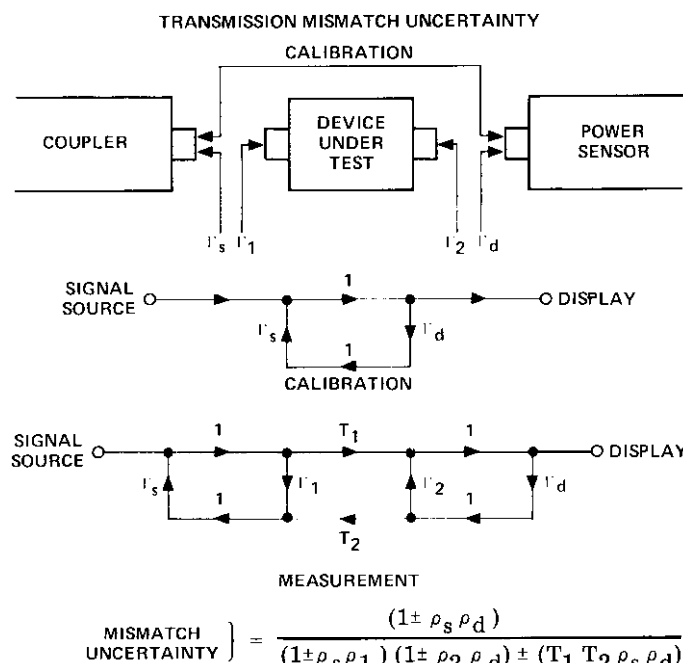 TRANSMISSION MISMATCH UNCERTAINTY
CALIBRATION
COUPLER
DEVICE UNDER TEST
POWER SENSOR
Γs Γ1 Γ2 Γd
1
SIGNAL SOURCE
DISPLAY
Γs
Γd
1
CALIBRATION
SIGNAL SOURCE
1 T1 1
DISPLAY
Γs Γ1 Γ2 Γd
1 T2 1
MEASUREMENT
MISMATCH UNCERTAINTY } = (1± ρs ρd) / (1±ρs ρ1) (1± ρ2 ρd) ± (T1 T2 ρs ρd)